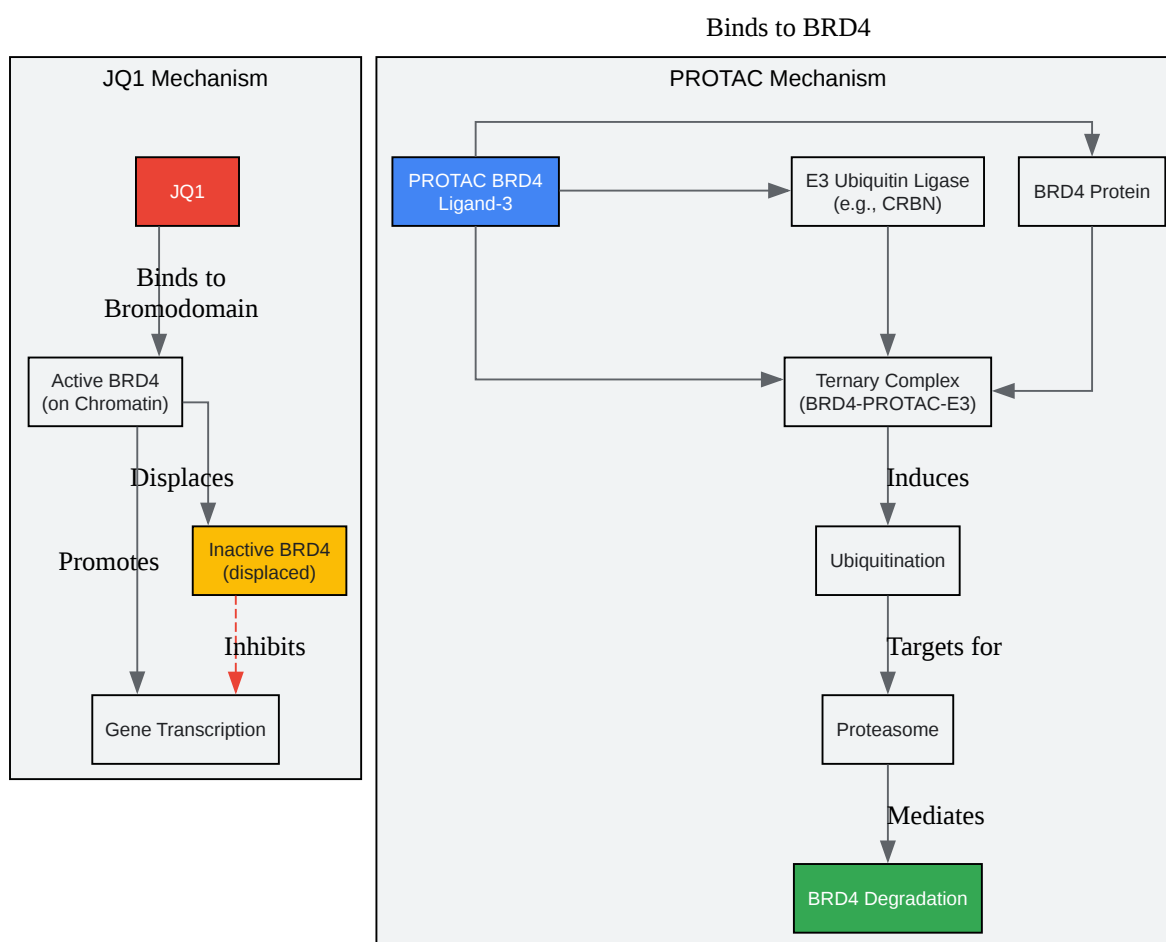 Binds to BRD4
JQ1 Mechanism
JQ1
Binds to
Bromodomain
Active BRD4
(on Chromatin)
Displaces
Promotes
Inactive BRD4
(displaced)
Inhibits
Gene Transcription
PROTAC Mechanism
PROTAC BRD4
Ligand-3
E3 Ubiquitin Ligase
(e.g., CRBN)
BRD4 Protein
Ternary Complex
(BRD4-PROTAC-E3)
Induces
Ubiquitination
Targets for
Proteasome
Mediates
BRD4 Degradation